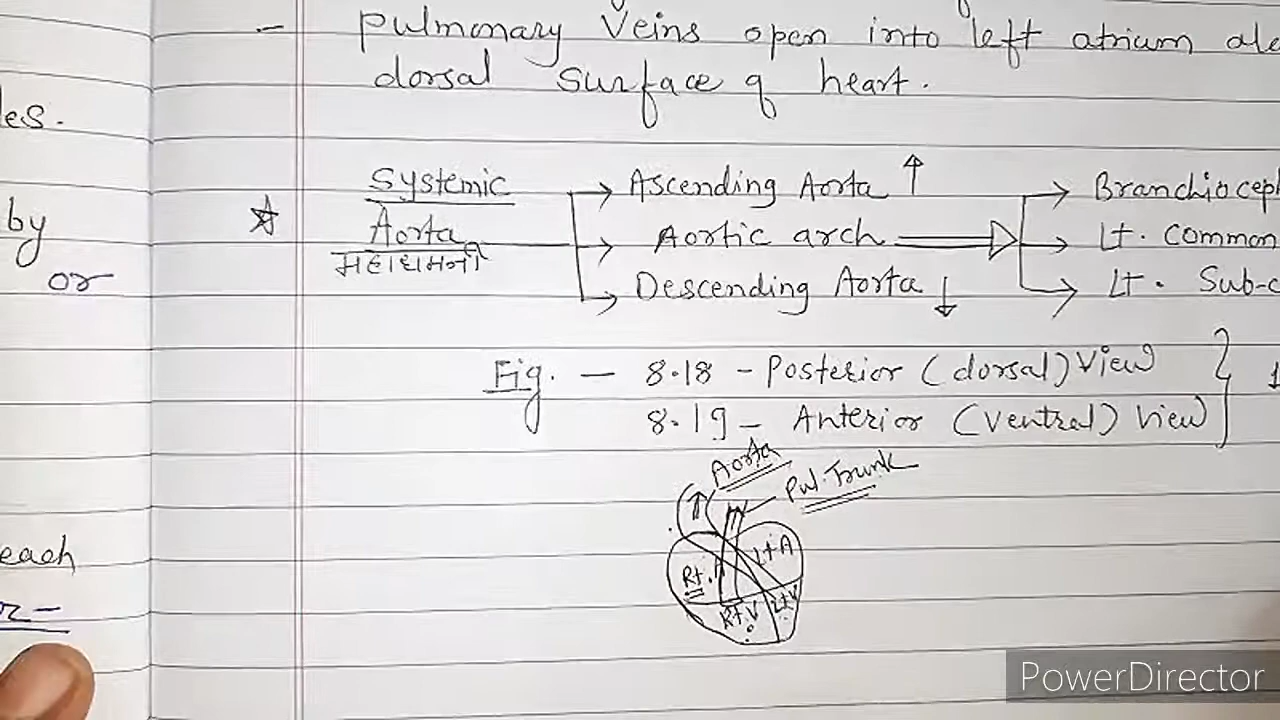 - pulmonary veins open into left atrium
dorsal surface of heart.
les.
by
or
☆ Systemic Aorta
महाधमनी
→ Ascending Aorta ↑
→ Aortic arch ⇒
→ Descending Aorta ↓
→ Branchioceph
→ Lt. Common
→ Lt. Sub-c
Fig. - 8.18 - Posterior (dorsal) View
8.19 - Anterior (ventral) view
Aorta
Pul. Trunk
Rt. A
Lt A
Rt. V
Lt V
each
PowerDirector